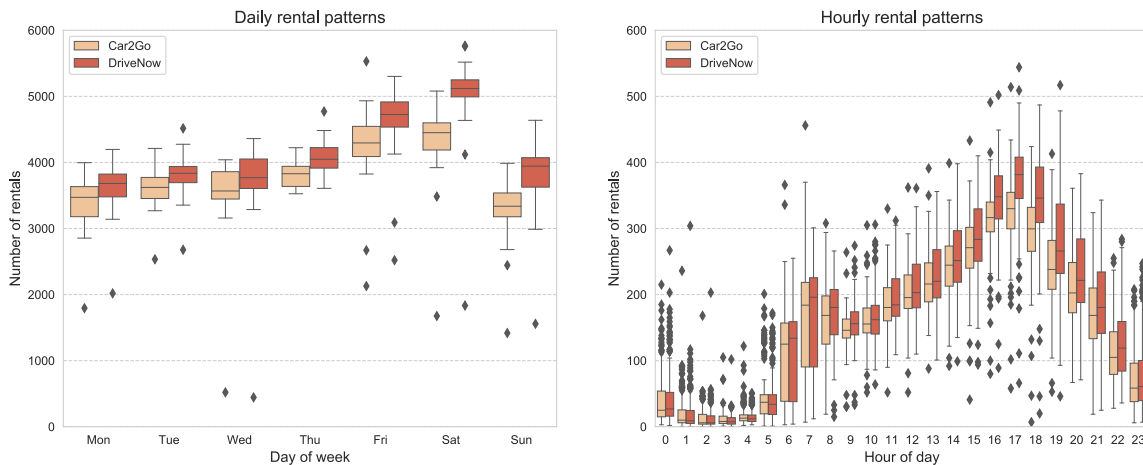 Daily rental patterns
Number of rentals
6000
5000
4000
3000
2000
1000
0
Car2Go
DriveNow
Mon Tue Wed Thu Fri Sat Sun
Day of week
Hourly rental patterns
Number of rentals
600
500
400
300
200
100
0
Car2Go
DriveNow
0 1 2 3 4 5 6 7 8 9 10 11 12 13 14 15 16 17 18 19 20 21 22 23
Hour of day